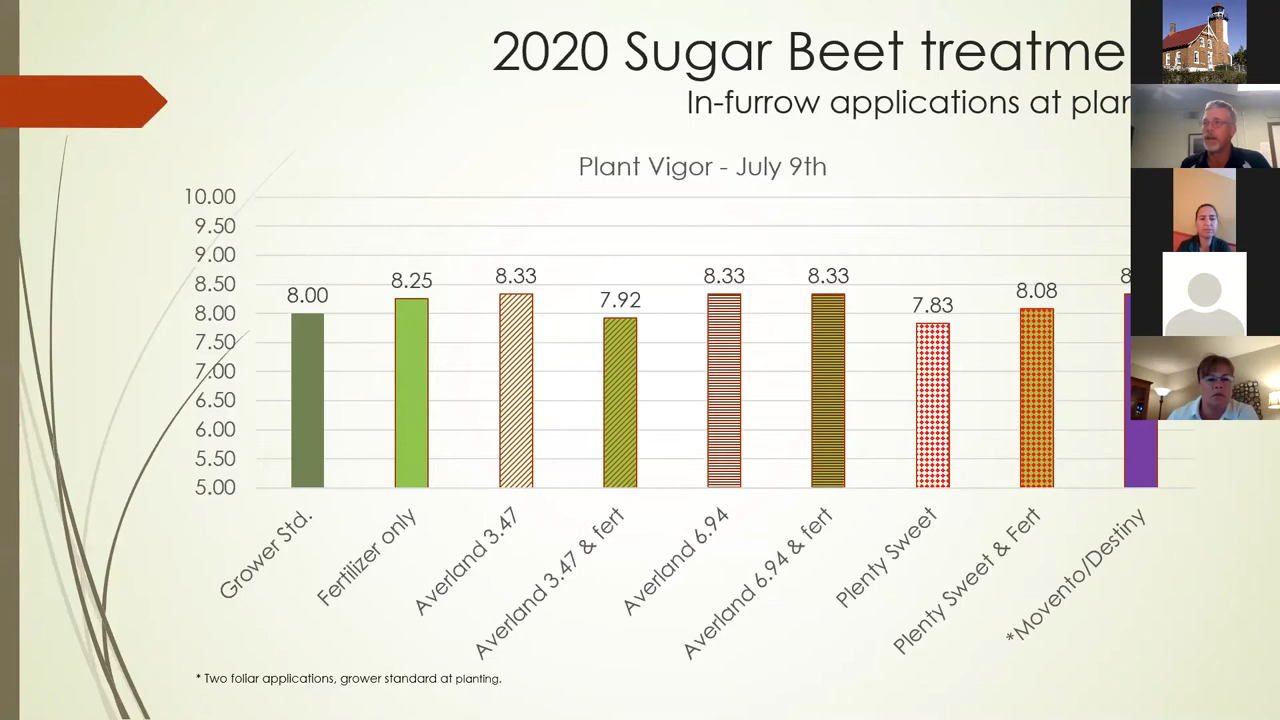 2020 Sugar Beet treatme
In-furrow applications at plan
Plant Vigor - July 9th
10.00
9.50
9.00
8.50
8.00
7.50
7.00
6.50
6.00
5.50
5.00
8.00
8.25
8.33
7.92
8.33
8.33
7.83
8.08
8
Grower Std.
Fertilizer only
Averland 3.47
Averland 3.47 & fert
Averland 6.94
Averland 6.94 & fert
Plenty Sweet
Plenty Sweet & Fert
*Movento/Destiny
* Two foliar applications, grower standard at planting.